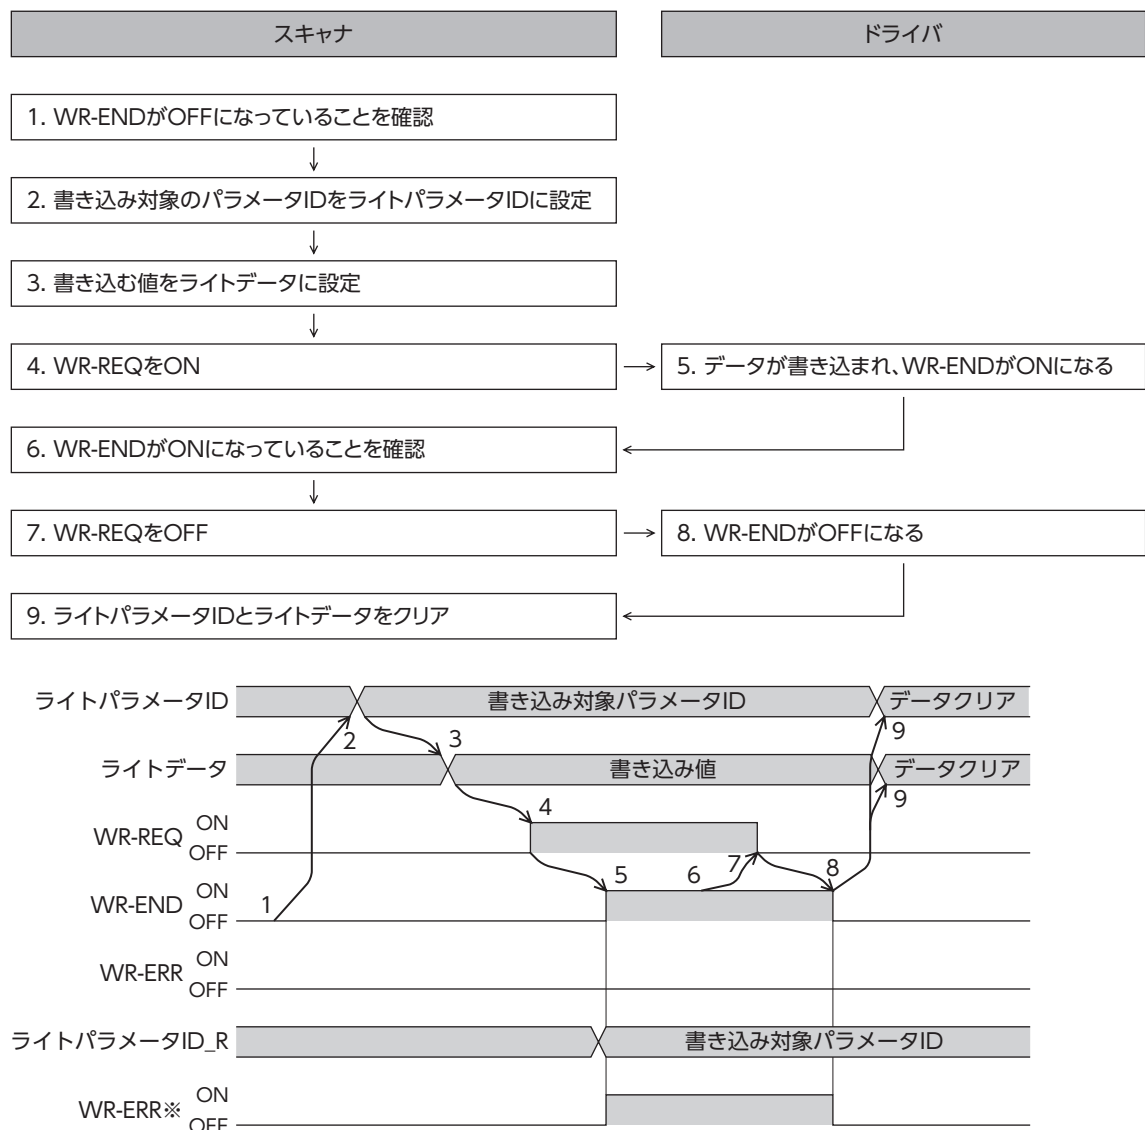 スキャナ
ドライバ
1. WR-ENDがOFFになっていることを確認
2. 書き込み対象のパラメータIDをライトパラメータIDに設定
3. 書き込む値をライトデータに設定
4. WR-REQをON
5. データが書き込まれ、WR-ENDがONになる
6. WR-ENDがONになっていることを確認
7. WR-REQをOFF
8. WR-ENDがOFFになる
9. ライトパラメータIDとライトデータをクリア
ライトパラメータID
書き込み対象パラメータID
データクリア
2
9
3
ライトデータ
書き込み値
データクリア
9
4
WR-REQ
ON
OFF
7
5
6
8
WR-END
ON
OFF
1
WR-ERR
ON
OFF
ライトパラメータID_R
書き込み対象パラメータID
WR-ERR※
ON
OFF